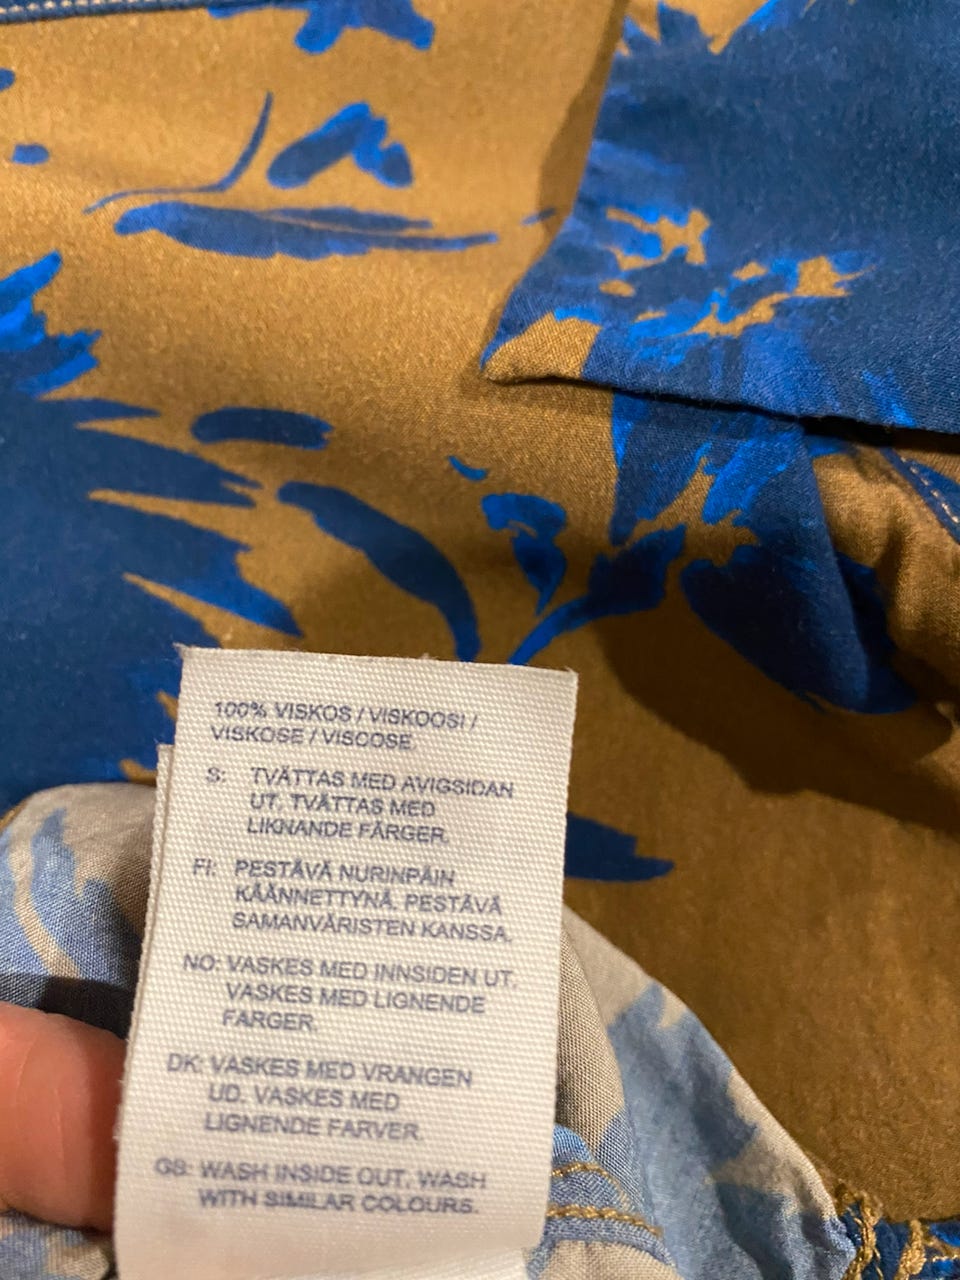 100% VISKOS / VISKOOSI /
VISKOSE / VISCOSE.
S: TVÄTTAS MED AVIGSIDAN
UT. TVÄTTAS MED
LIKNANDE FÄRGER.
FI: PESTÄVÄ NURINPÄIN
KÄÄNNETTYNÄ. PESTÄVÄ
SAMANVÄRISTEN KANSSA.
NO: VASKES MED INNSIDEN UT.
VASKES MED LIGNENDE
FARGER.
DK: VASKES MED VRANGEN
UD. VASKES MED
LIGNENDE FARVER.
GB: WASH INSIDE OUT, WASH
WITH SIMILAR COLOURS.